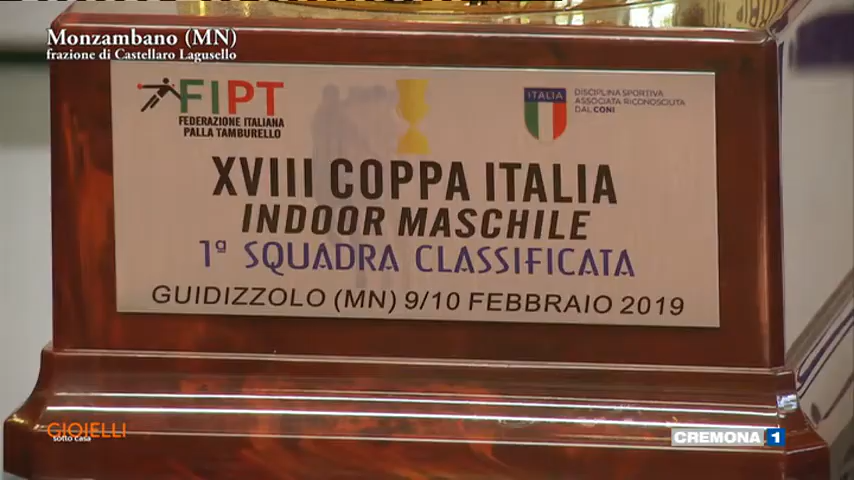 Monzambano (MN)
frazione di Castellaro Lagusello
FIPT
FEDERAZIONE ITALIANA
PALLA TAMBURELLO
ITALIA
DISCIPLINA SPORTIVA
ASSOCIATA RICONOSCIUTA
DAL CONI
XVIII COPPA ITALIA
INDOOR MASCHILE
1ª SQUADRA CLASSIFICATA
GUIDIZZOLO (MN) 9/10 FEBBRAIO 2019
GIOIELLI
sotto casa
CREMONA 1